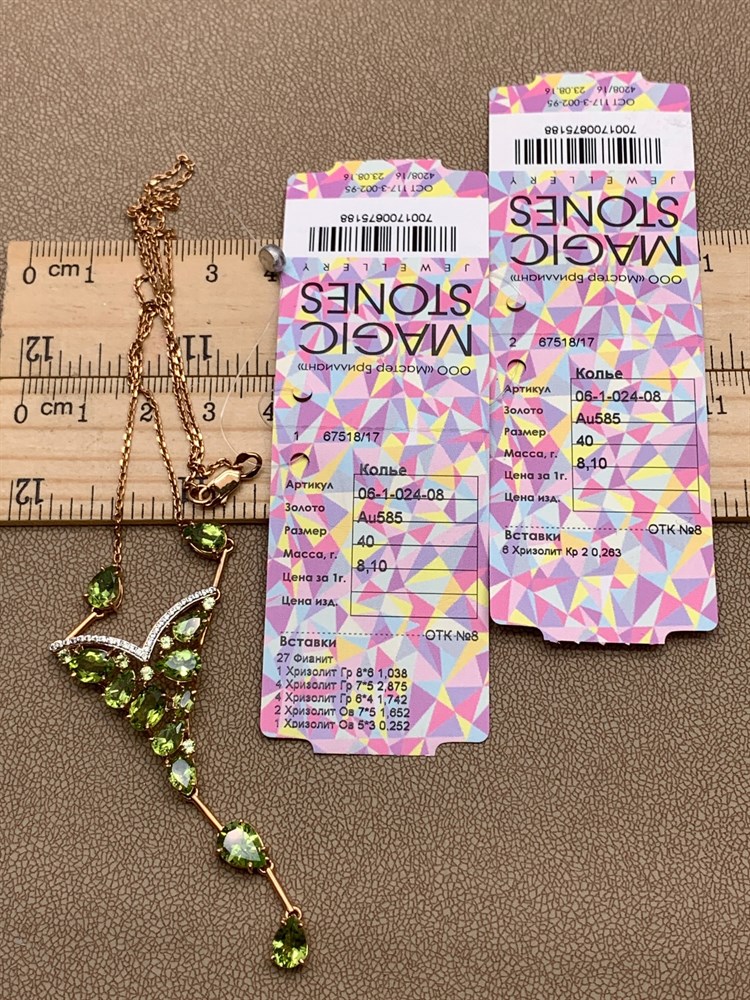 4208/16 23.08.16
ОСТ 117-3-002-95
7001700875188
JEWELLERY
MAGIC
STONES
ООО «Мастер Бриллиант»
1 67518/17
Колье
Артикул 06-1-024-08
Золото Au585
Размер 40
Масса, г. 8,10
Цена за 1г.
Цена изд.
ОТК №8
Вставки
27 Фианит
1 Хризолит Гр 8*6 1,038
4 Хризолит Гр 7*5 2,875
4 Хризолит Гр 6*4 1,742
2 Хризолит Ов 7*5 1,652
1 Хризолит Ов 5*3 0,252
4208/16 23.08.16
ОСТ 117-3-002-95
7001700875188
JEWELLERY
MAGIC
STONES
ООО «Мастер Бриллиант»
2 67518/17
Колье
Артикул 06-1-024-08
Золото Au585
Размер 40
Масса, г. 8,10
Цена за 1г.
Цена изд.
ОТК №8
Вставки
6 Хризолит Кр 2 0,263
0 cm 1 3 4 1
12 11
0 cm 1 2 3 4 11
12